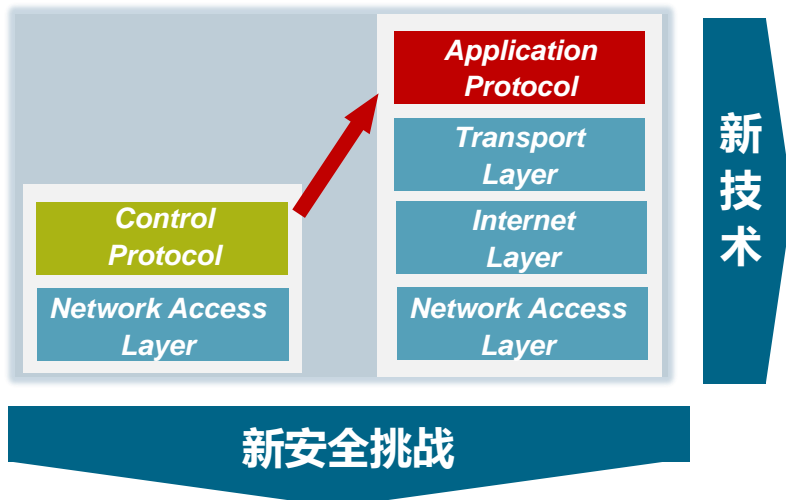 Control
Protocol
Network Access
Layer
Application
Protocol
Transport
Layer
Internet
Layer
Network Access
Layer
新
技
术
新安全挑战